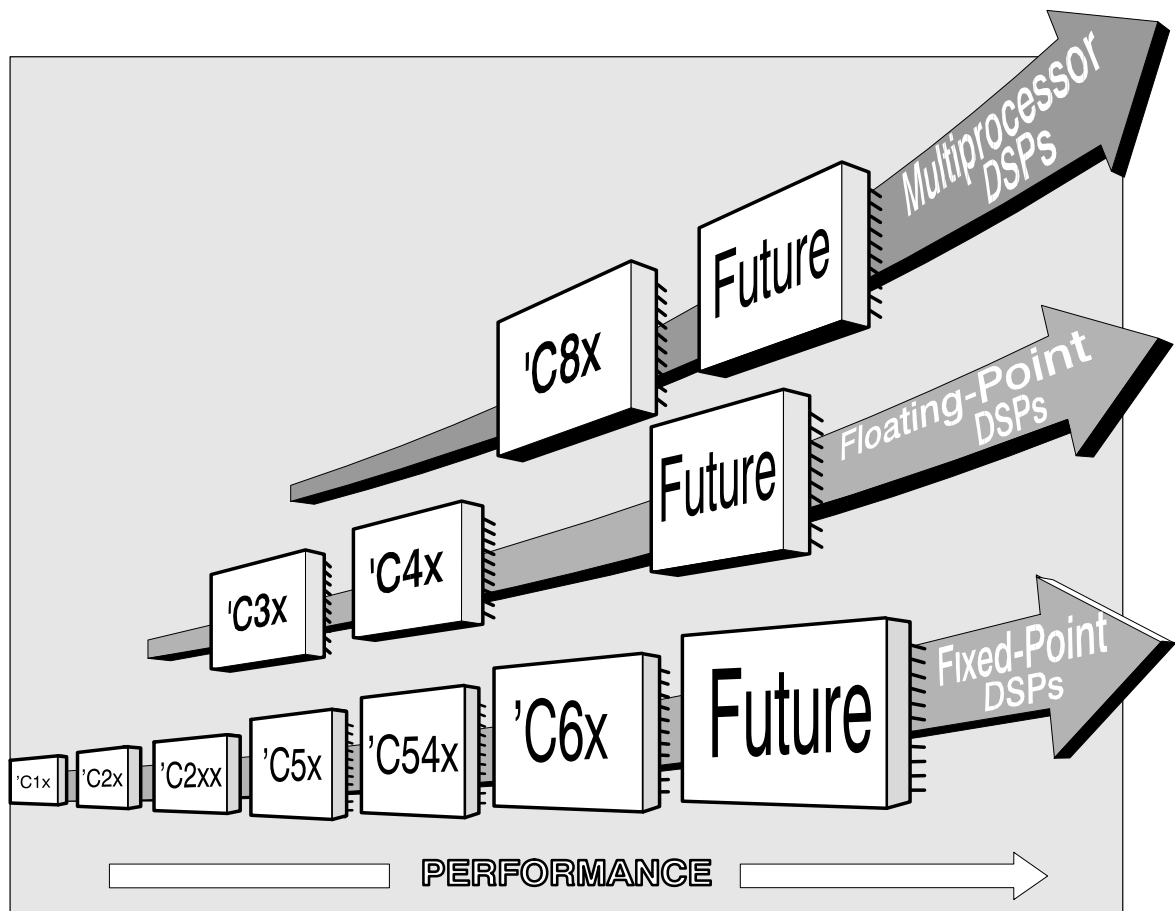 Multiprocessor
DSPs
Future
'C8x
Floating-Point
DSPs
Future
'C4x
'C3x
Fixed-Point
DSPs
'C1x
'C2x
'C2xx
'C5x
'C54x
'C6x
Future
PERFORMANCE